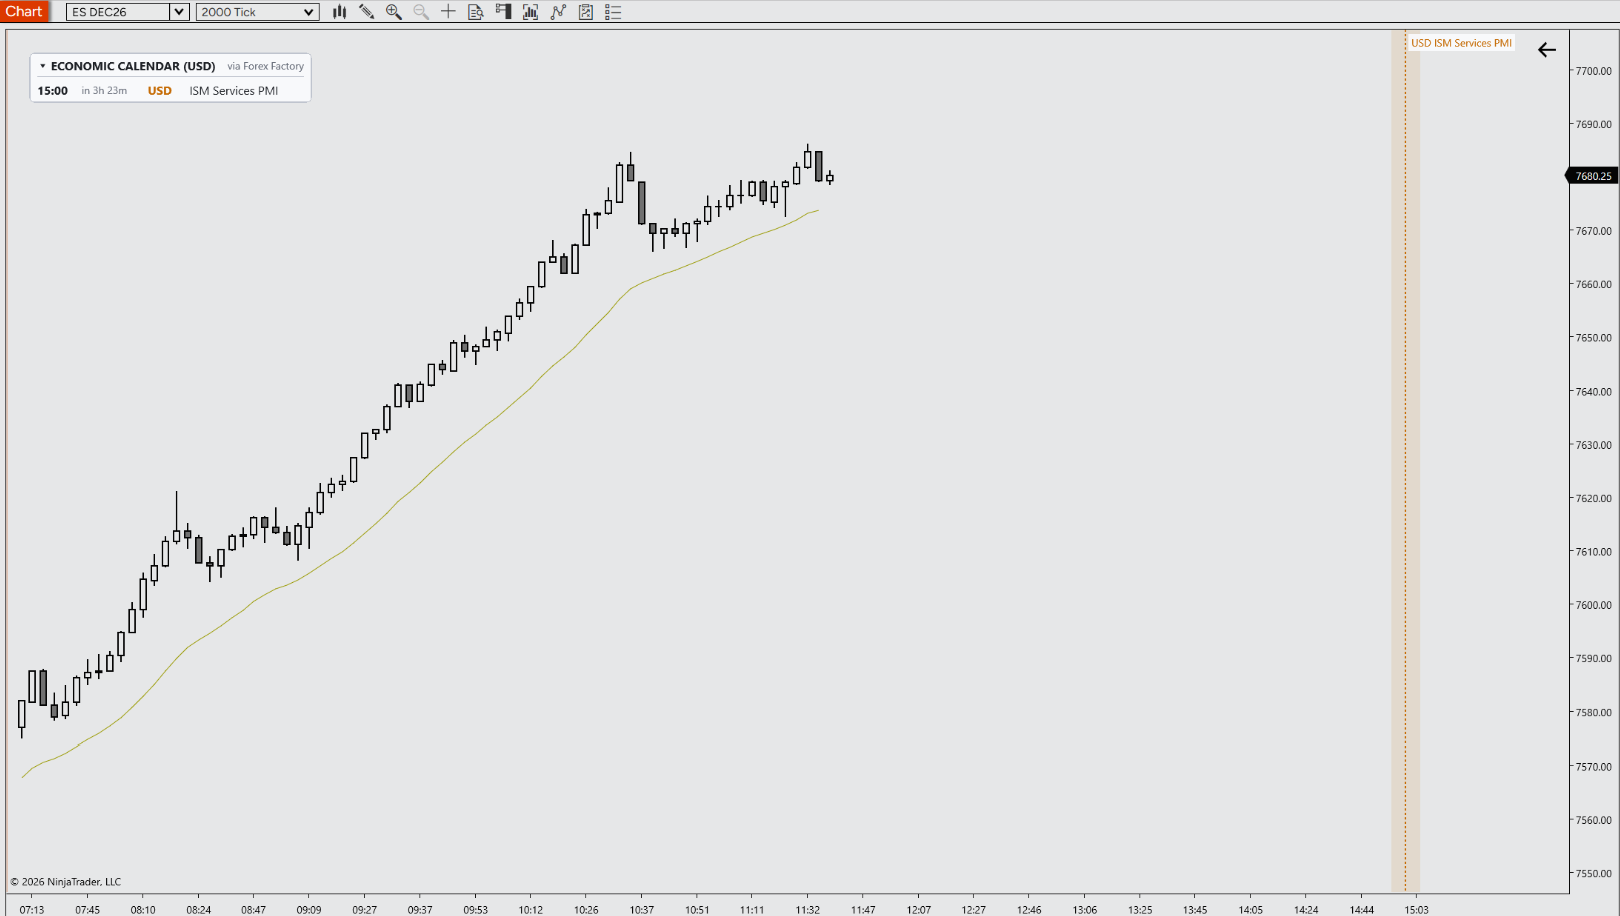 Chart
ES DEC26
2000 Tick
USD ISM Services PMI
ECONOMIC CALENDAR (USD) via Forex Factory
15:00 in 3h 23m USD ISM Services PMI
7700.00
7690.00
7680.25
7670.00
7660.00
7650.00
7640.00
7630.00
7620.00
7610.00
7600.00
7590.00
7580.00
7570.00
7560.00
7550.00
© 2026 NinjaTrader, LLC
07:13 07:45 08:10 08:24 08:47 09:09 09:27 09:37 09:53 10:12 10:26 10:37 10:51 11:11 11:32 11:47 12:07 12:27 12:46 13:06 13:25 13:45 14:05 14:24 14:44 15:03